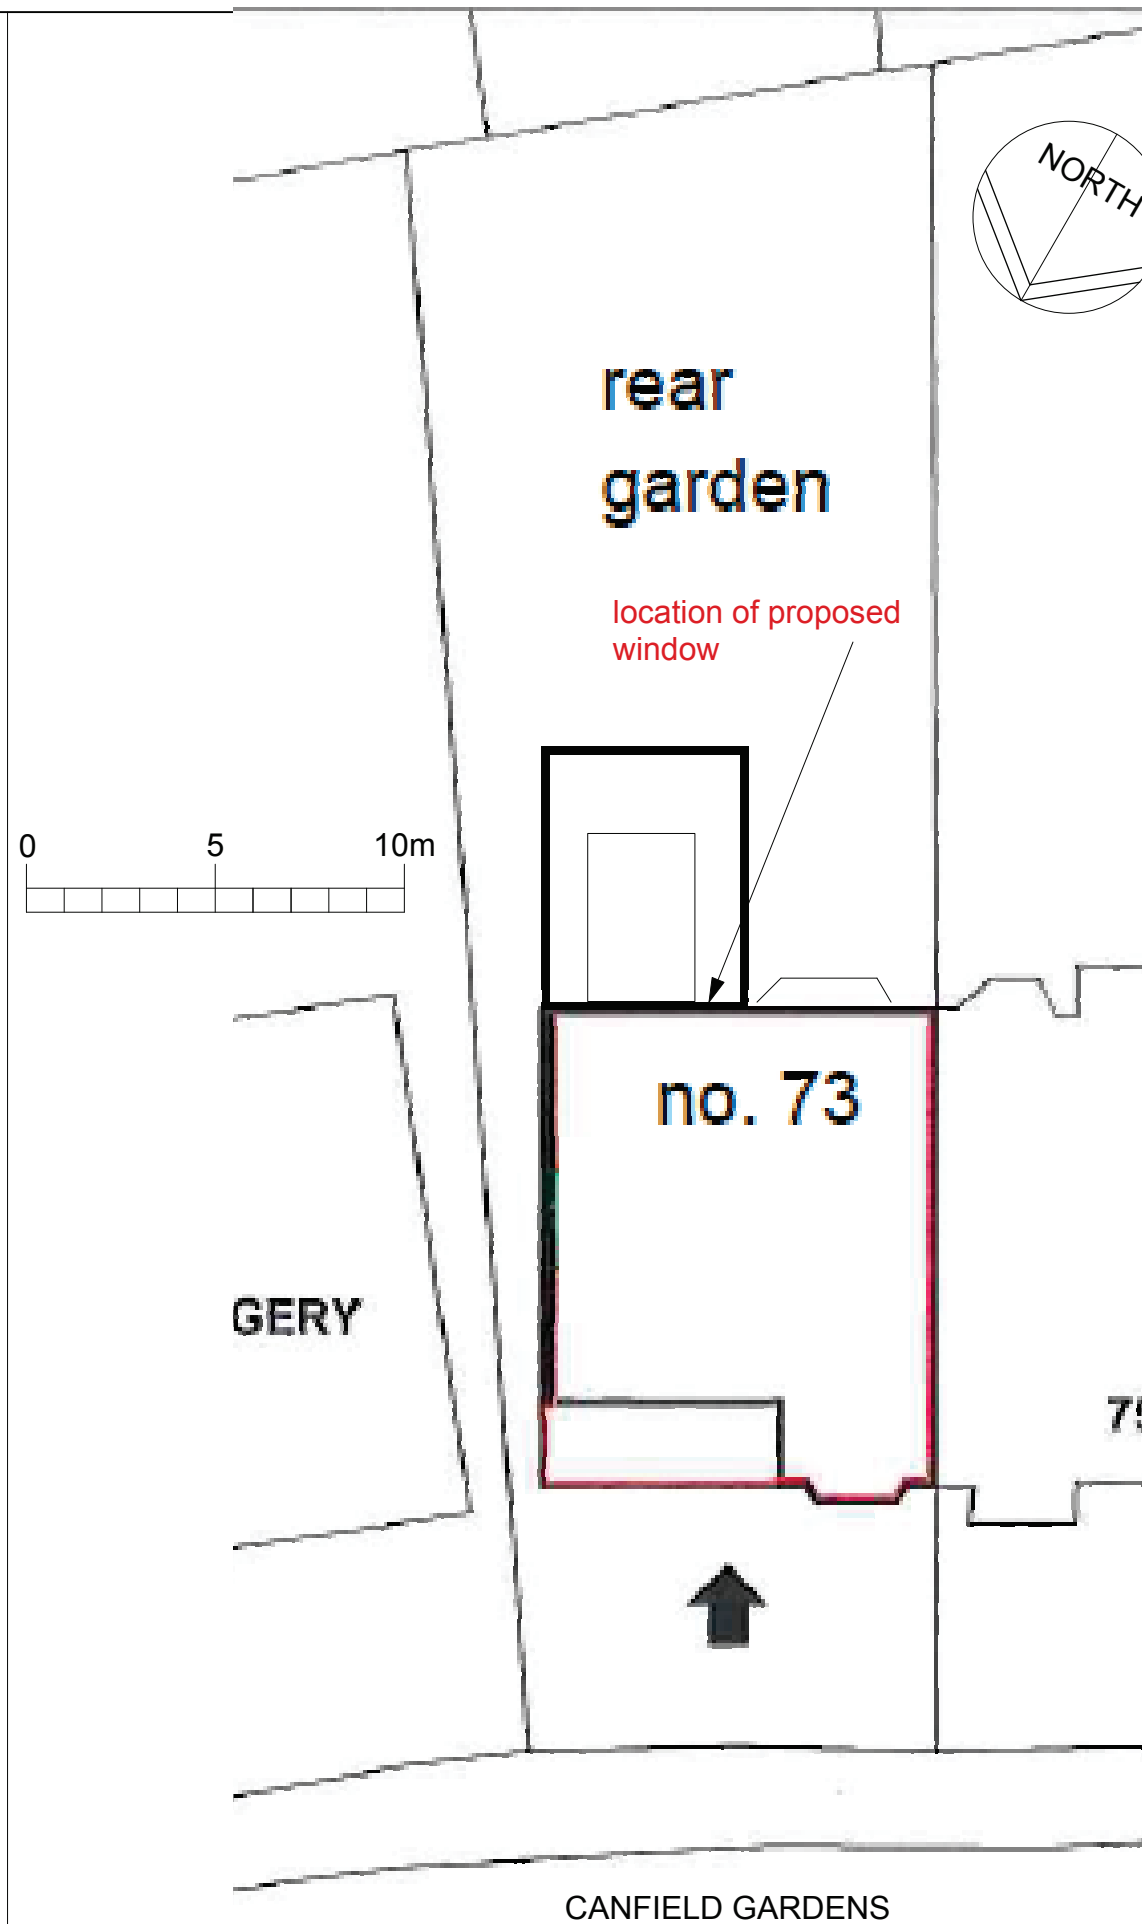 NORTH
rear
garden
location of proposed
window
0 5 10m
no. 73
GERY
CANFIELD GARDENS